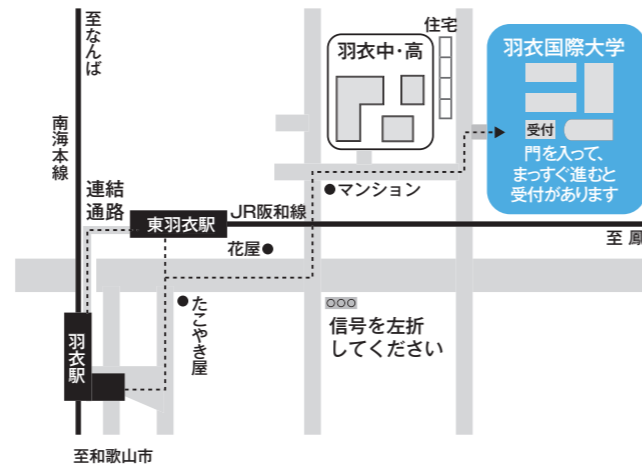 至なんば
南海本線
連結
通路
東羽衣駅
JR阪和線
花屋
たこやき屋
羽衣駅
至和歌山市
羽衣中・高
住宅
マンション
信号を左折
してください
至 鳳
羽衣国際大学
受付
門を入って、
まっすぐ進むと
受付があります